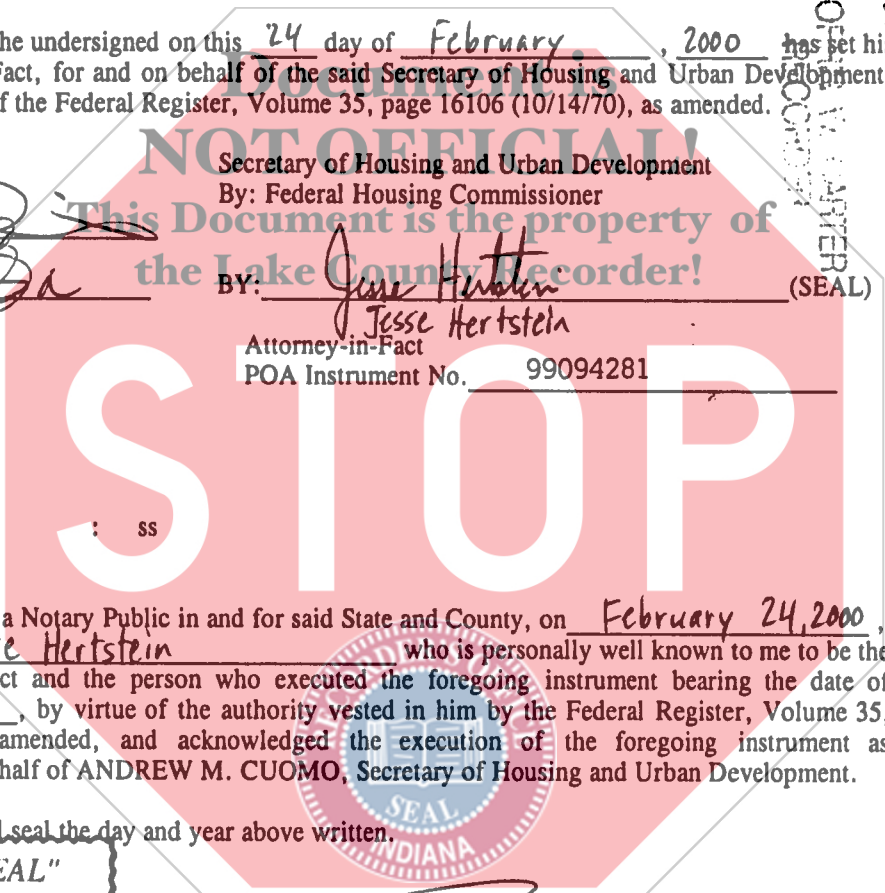 he undersigned on this 24 day of February, 2000 has set hi
Fact, for and on behalf of the said Secretary of Housing and Urban Development
f the Federal Register, Volume 35, page 16106 (10/14/70), as amended.
Document is
NOT OFFICIAL!
This Document is the property of
the Lake County Recorder!
Secretary of Housing and Urban Development
By: Federal Housing Commissioner
BY: Jesse Hertstein (SEAL)
Jesse Hertstein
Attorney-in-Fact
POA Instrument No. 99094281
STOP
: ss
a Notary Public in and for said State and County, on February 24, 2000,
e Hertstein who is personally well known to me to be the
ct and the person who executed the foregoing instrument bearing the date of
, by virtue of the authority vested in him by the Federal Register, Volume 35,
amended, and acknowledged the execution of the foregoing instrument as
half of ANDREW M. CUOMO, Secretary of Housing and Urban Development.
SEAL
INDIANA
l seal the day and year above written.
EAL"